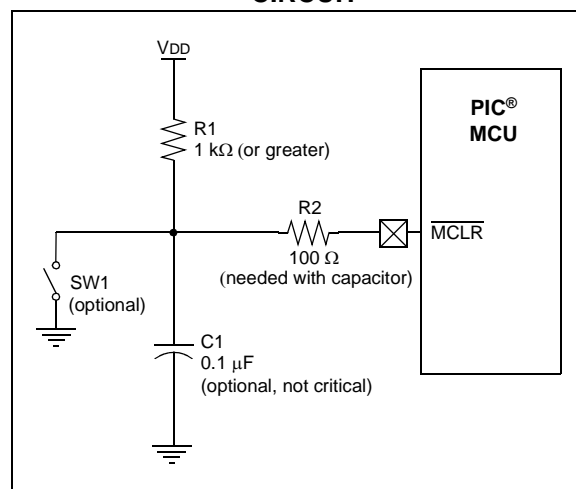 CIRCUIT
VDD
R1
1 kΩ (or greater)
PIC®
MCU
R2
MCLR
100 Ω
(needed with capacitor)
SW1
(optional)
C1
0.1 μF
(optional, not critical)